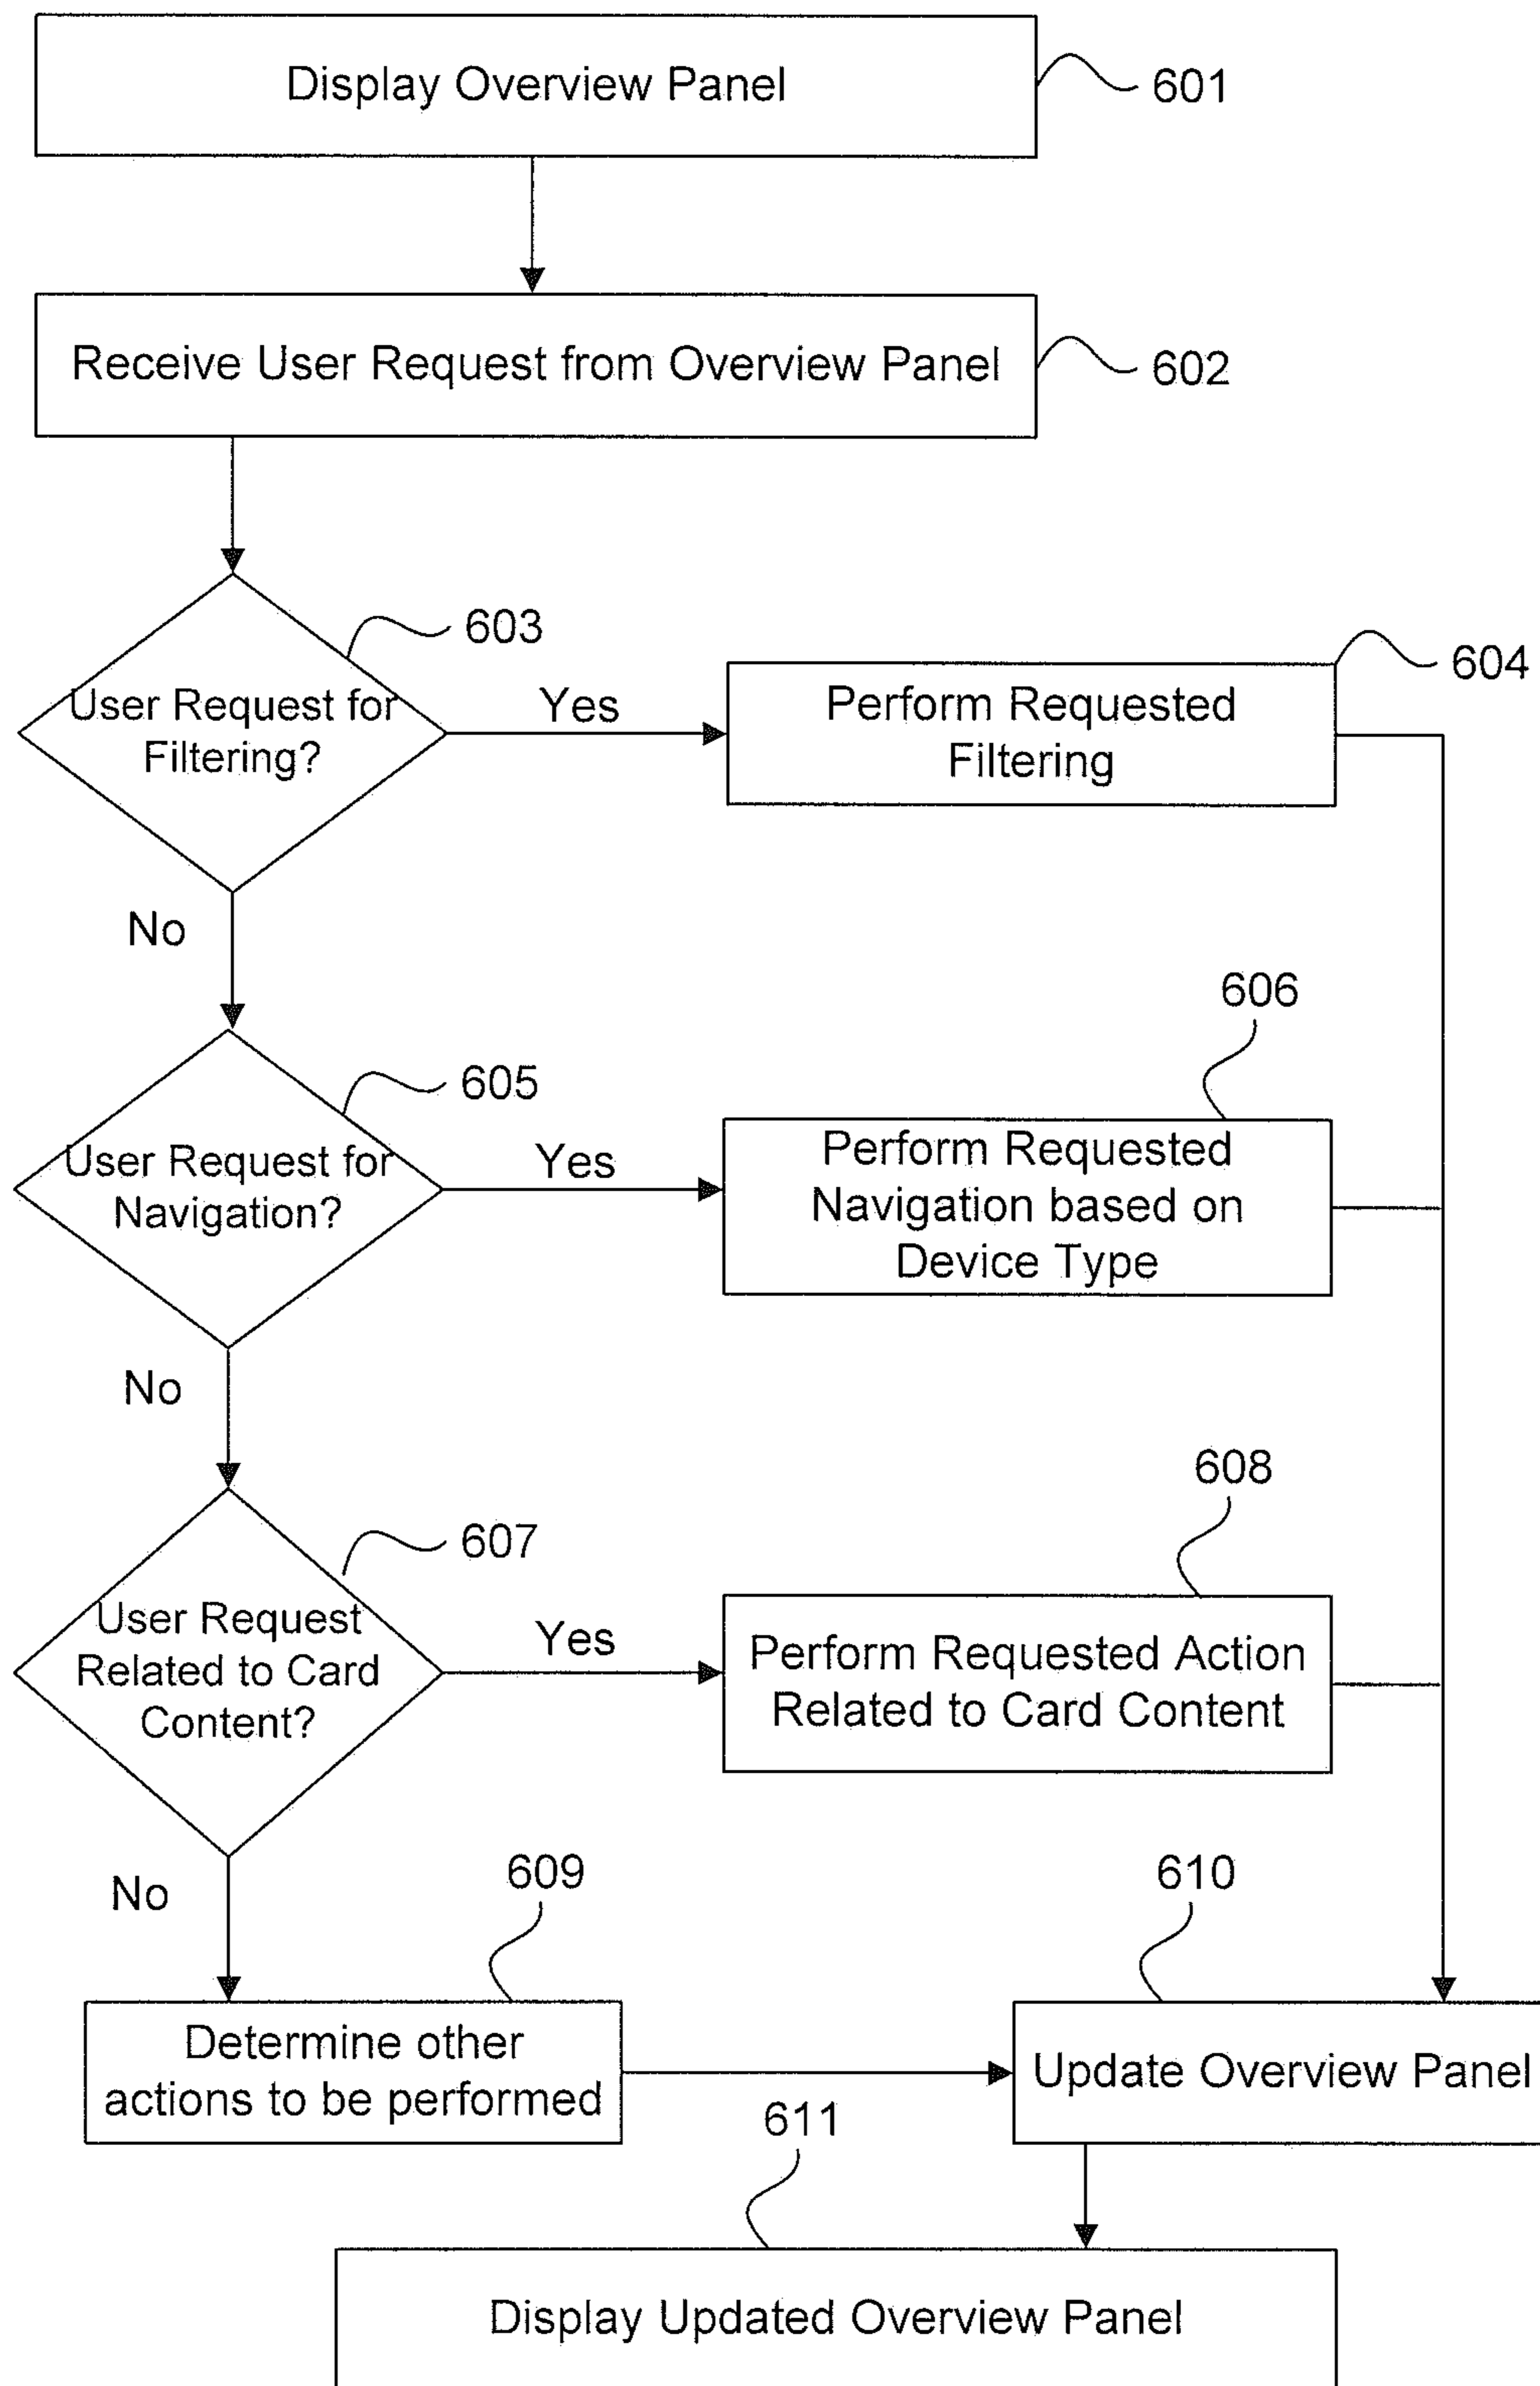 Display Overview Panel
601
Receive User Request from Overview Panel
602
603
User Request for
Filtering?
Yes
604
Perform Requested
Filtering
No
606
605
User Request for
Navigation?
Yes
Perform Requested
Navigation based on
Device Type
No
608
607
User Request
Related to Card
Content?
Yes
Perform Requested Action
Related to Card Content
No
609
610
Determine other
actions to be performed
Update Overview Panel
611
Display Updated Overview Panel